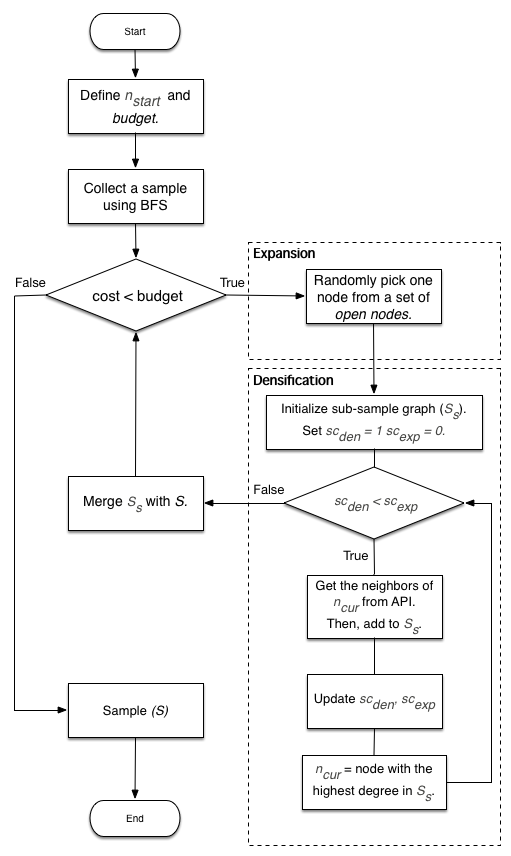 Start
Define n_start and
budget.
Collect a sample
using BFS
False
cost < budget
True
Expansion
Randomly pick one
node from a set of
open nodes.
Densification
Initialize sub-sample graph (S_s).
Set sc_den = 1 sc_exp = 0.
Merge S_s with S.
False
sc_den < sc_exp
True
Get the neighbors of
n_cur from API.
Then, add to S_s.
Update sc_den, sc_exp
n_cur = node with the
highest degree in S_s.
Sample (S)
End